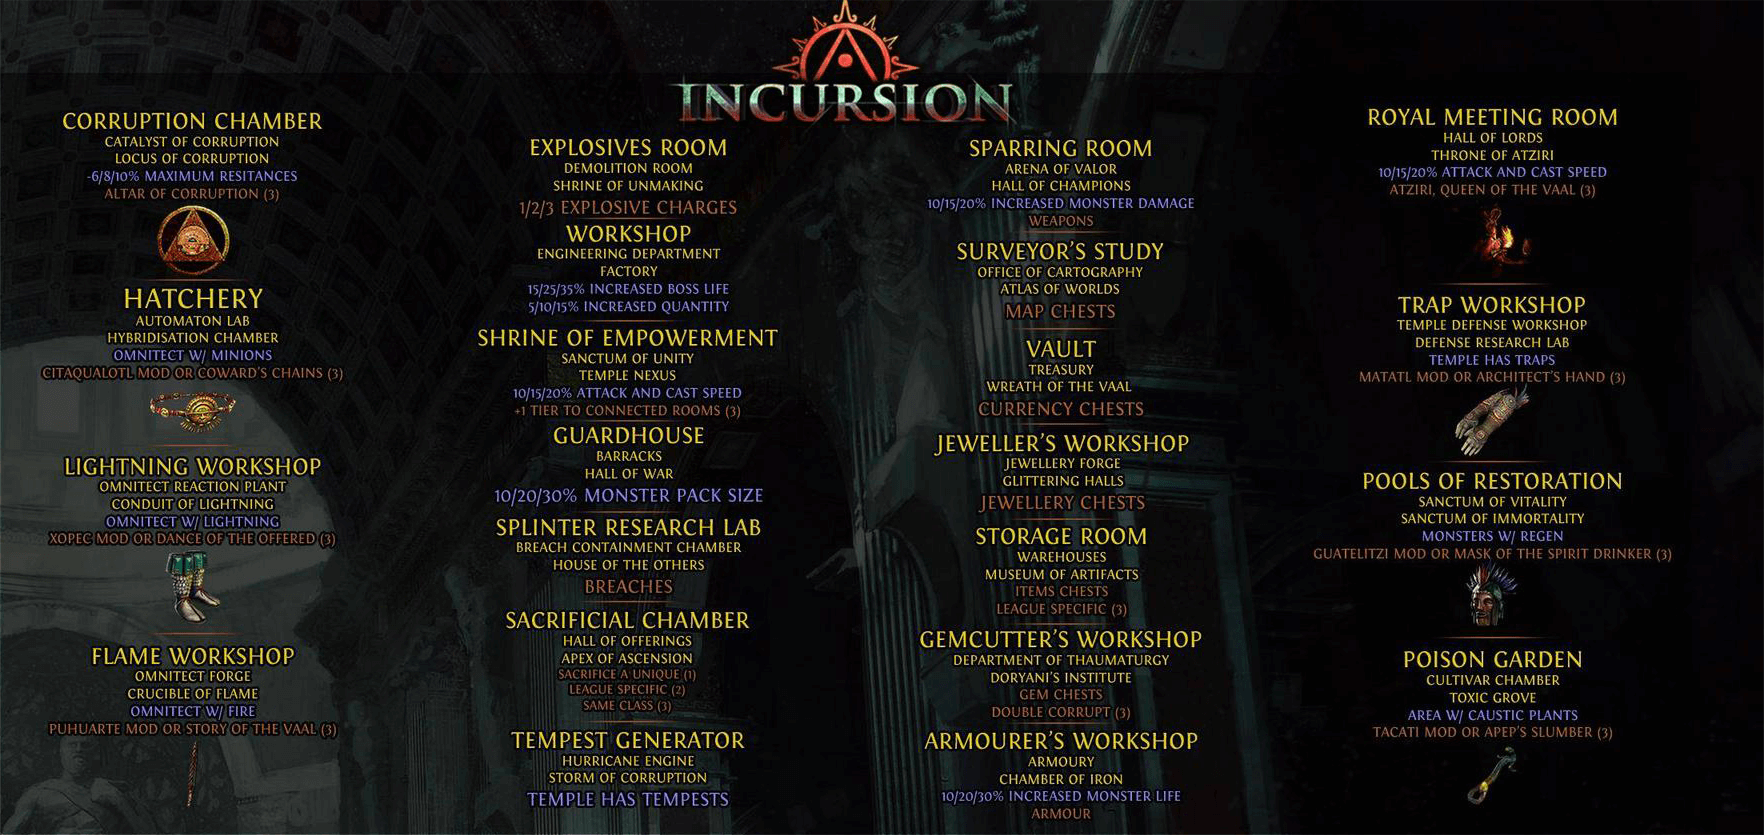 INCURSION
CORRUPTION CHAMBER
CATALYST OF CORRUPTION
LOCUS OF CORRUPTION
-6/8/10% MAXIMUM RESITANCES
ALTAR OF CORRUPTION (3)
HATCHERY
AUTOMATON LAB
HYBRIDISATION CHAMBER
OMNITECT W/ MINIONS
CITAQUALOTL MOD OR COWARD'S CHAINS (3)
LIGHTNING WORKSHOP
OMNITECT REACTION PLANT
CONDUIT OF LIGHTNING
OMNITECT W/ LIGHTNING
XOPEC MOD OR DANCE OF THE OFFERED (3)
FLAME WORKSHOP
OMNITECT FORGE
CRUCIBLE OF FLAME
OMNITECT W/ FIRE
PUHUARTE MOD OR STORY OF THE VAAL (3)
EXPLOSIVES ROOM
DEMOLITION ROOM
SHRINE OF UNMAKING
1/2/3 EXPLOSIVE CHARGES
WORKSHOP
ENGINEERING DEPARTMENT
FACTORY
15/25/35% INCREASED BOSS LIFE
5/10/15% INCREASED QUANTITY
SHRINE OF EMPOWERMENT
SANCTUM OF UNITY
TEMPLE NEXUS
10/15/20% ATTACK AND CAST SPEED
+1 TIER TO CONNECTED ROOMS (3)
GUARDHOUSE
BARRACKS
HALL OF WAR
10/20/30% MONSTER PACK SIZE
SPLINTER RESEARCH LAB
BREACH CONTAINMENT CHAMBER
HOUSE OF THE OTHERS
BREACHES
SACRIFICIAL CHAMBER
HALL OF OFFERINGS
APEX OF ASCENSION
SACRIFICE A UNIQUE (1)
LEAGUE SPECIFIC (2)
SAME CLASS (3)
TEMPEST GENERATOR
HURRICANE ENGINE
STORM OF CORRUPTION
TEMPLE HAS TEMPESTS
SPARRING ROOM
ARENA OF VALOR
HALL OF CHAMPIONS
10/15/20% INCREASED MONSTER DAMAGE
WEAPONS
SURVEYOR'S STUDY
OFFICE OF CARTOGRAPHY
ATLAS OF WORLDS
MAP CHESTS
VAULT
TREASURY
WREATH OF THE VAAL
CURRENCY CHESTS
JEWELLER'S WORKSHOP
JEWELLERY FORGE
GLITTERING HALLS
JEWELLERY CHESTS
STORAGE ROOM
WAREHOUSES
MUSEUM OF ARTIFACTS
ITEMS CHESTS
LEAGUE SPECIFIC (3)
GEMCUTTER'S WORKSHOP
DEPARTMENT OF THAUMATURGY
DORYANI'S INSTITUTE
GEM CHESTS
DOUBLE CORRUPT (3)
ARMOURER'S WORKSHOP
ARMOURY
CHAMBER OF IRON
10/20/30% INCREASED MONSTER LIFE
ARMOUR
ROYAL MEETING ROOM
HALL OF LORDS
THRONE OF ATZIRI
10/15/20% ATTACK AND CAST SPEED
ATZIRI, QUEEN OF THE VAAL (3)
TRAP WORKSHOP
TEMPLE DEFENSE WORKSHOP
DEFENSE RESEARCH LAB
TEMPLE HAS TRAPS
MATATL MOD OR ARCHITECT'S HAND (3)
POOLS OF RESTORATION
SANCTUM OF VITALITY
SANCTUM OF IMMORTALITY
MONSTERS W/ REGEN
GUATELITZI MOD OR MASK OF THE SPIRIT DRINKER (3)
POISON GARDEN
CULTIVAR CHAMBER
TOXIC GROVE
AREA W/ CAUSTIC PLANTS
TACATI MOD OR APEP'S SLUMBER (3)